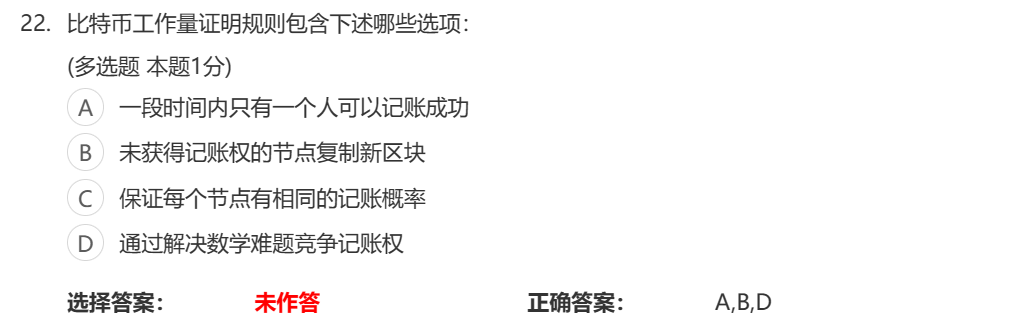 22. 比特币工作量证明规则包含下述哪些选项：
(多选题 本题1分)
A 一段时间内只有一个人可以记账成功
B 未获得记账权的节点复制新区块
C 保证每个节点有相同的记账概率
D 通过解决数学难题竞争记账权
选择答案： 未作答 正确答案： A,B,D